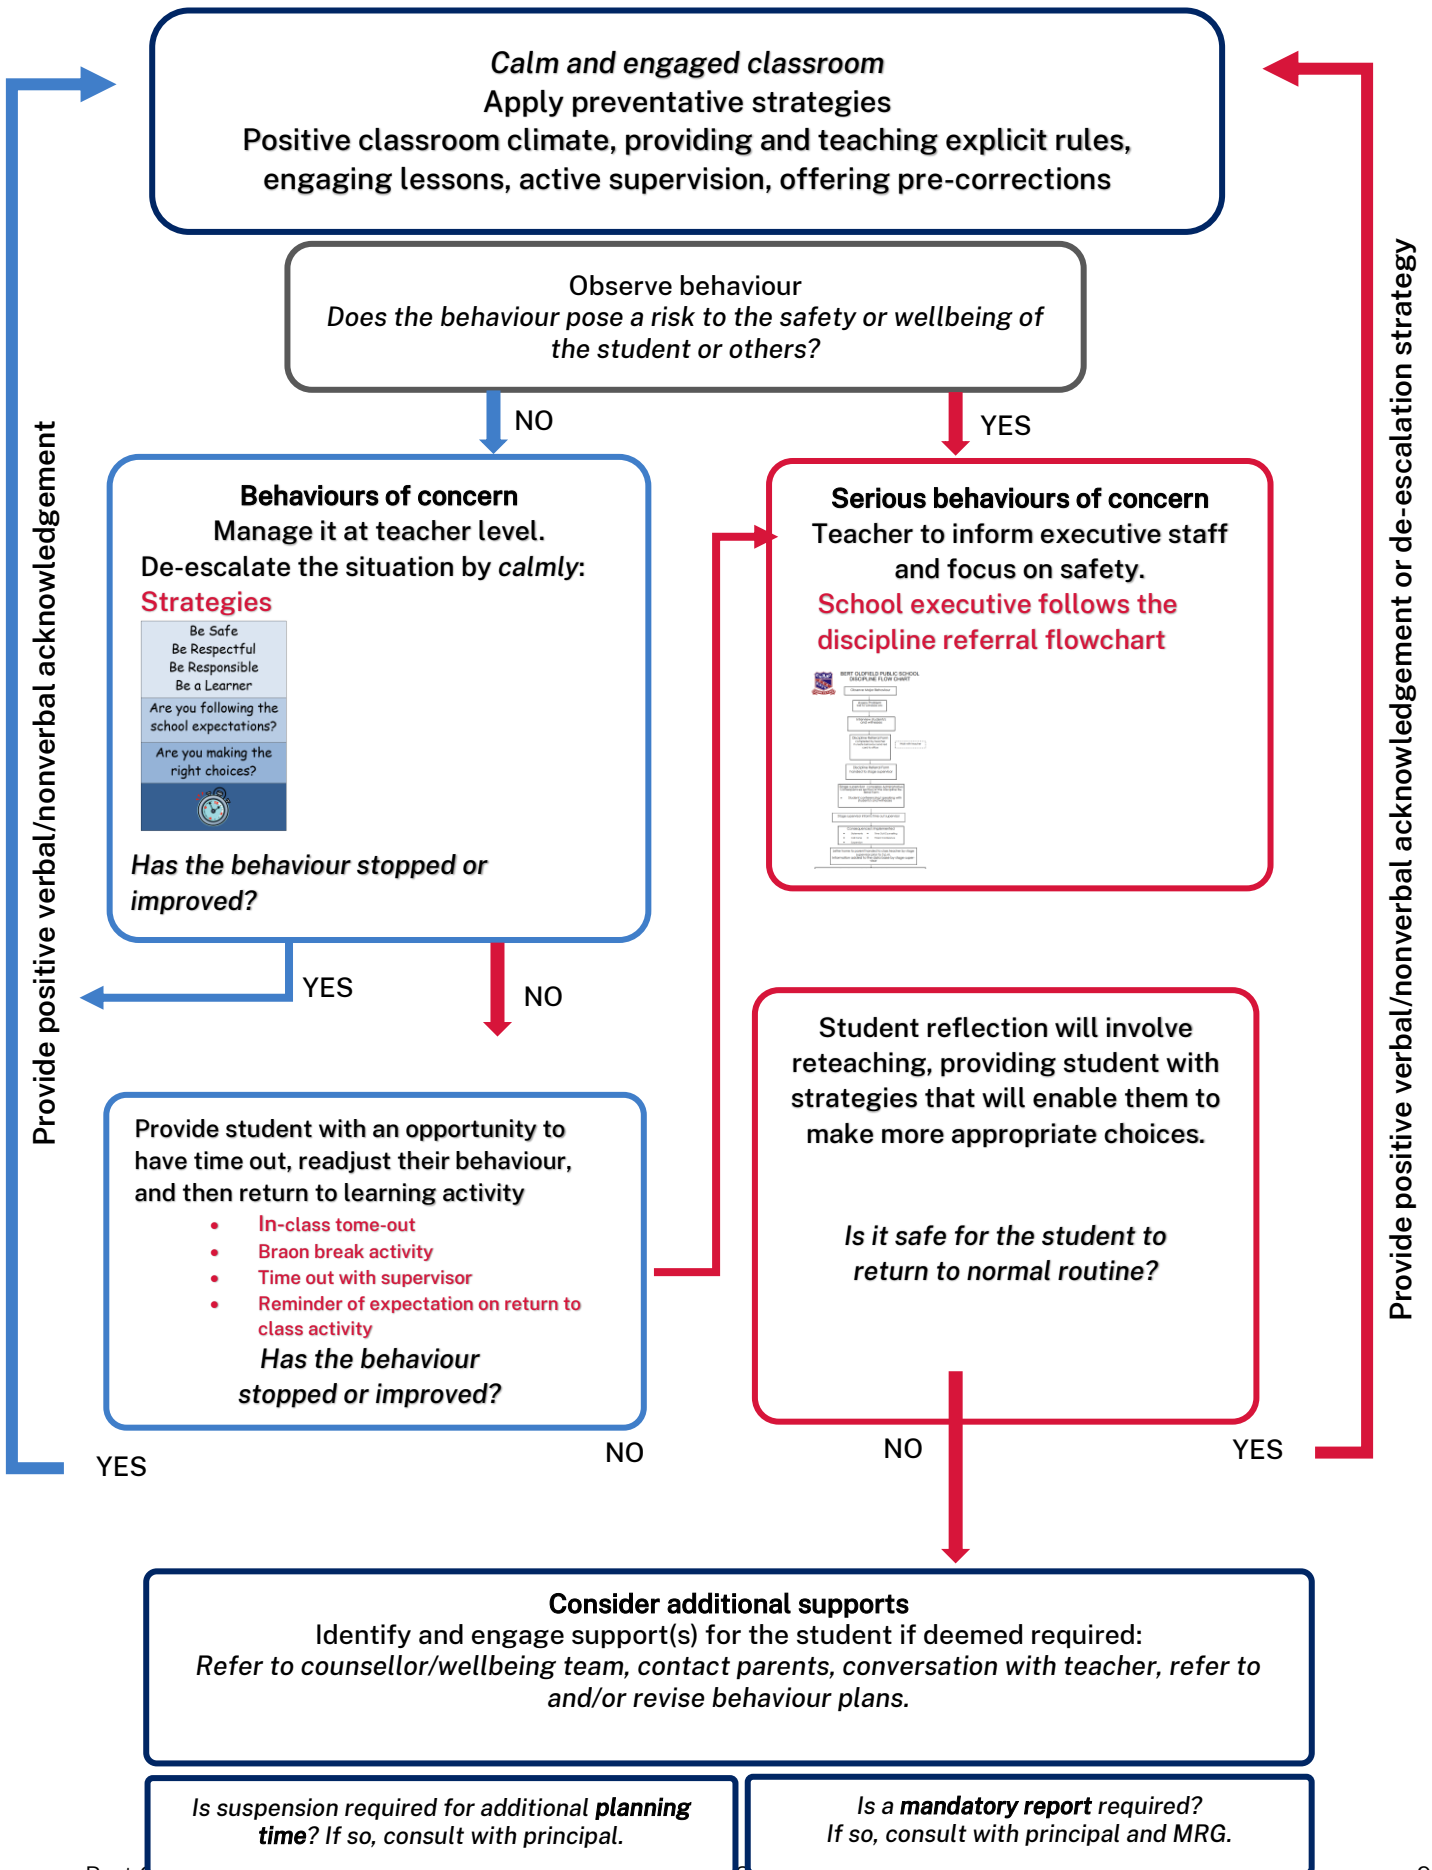 Calm and engaged classroom
Apply preventative strategies
Positive classroom climate, providing and teaching explicit rules,
engaging lessons, active supervision, offering pre-corrections
Observe behaviour
Does the behaviour pose a risk to the safety or wellbeing of
the student or others?
NO
YES
Behaviours of concern
Manage it at teacher level.
De-escalate the situation by calmly:
Strategies
Be Safe
Be Respectful
Be Responsible
Be a Learner
Are you following the
school expectations?
Are you making the
right choices?
Has the behaviour stopped or
improved?
Serious behaviours of concern
Teacher to inform executive staff
and focus on safety.
School executive follows the
discipline referral flowchart
BERT OLDFIELD PUBLIC SCHOOL
DISCIPLINE FLOW CHART
YES
NO
Provide student with an opportunity to
have time out, readjust their behaviour,
and then return to learning activity
• In-class tome-out
• Braon break activity
• Time out with supervisor
• Reminder of expectation on return to
class activity
Has the behaviour
stopped or improved?
YES
NO
Student reflection will involve
reteaching, providing student with
strategies that will enable them to
make more appropriate choices.
Is it safe for the student to
return to normal routine?
NO
YES
Provide positive verbal/nonverbal acknowledgement
Provide positive verbal/nonverbal acknowledgement or de-escalation strategy
Consider additional supports
Identify and engage support(s) for the student if deemed required:
Refer to counsellor/wellbeing team, contact parents, conversation with teacher, refer to
and/or revise behaviour plans.
Is suspension required for additional planning
time? If so, consult with principal.
Is a mandatory report required?
If so, consult with principal and MRG.